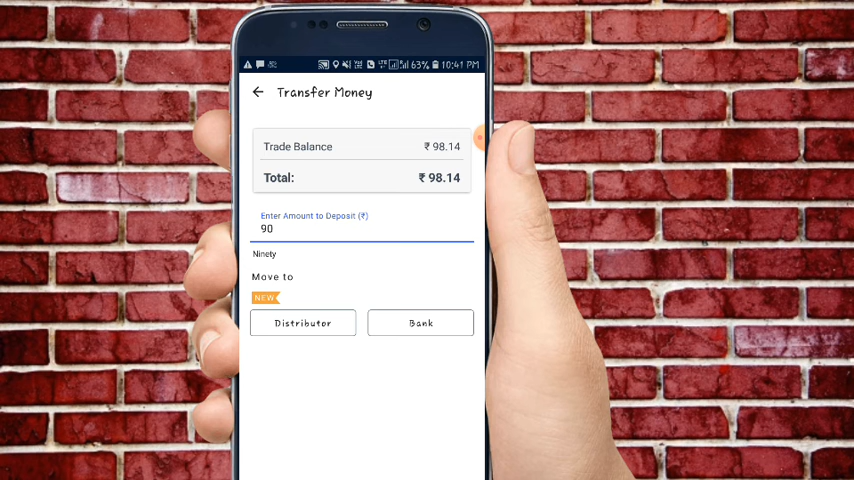 63% 10:41 PM
Transfer Money
Trade Balance ₹ 98.14
Total: ₹ 98.14
Enter Amount to Deposit (₹)
90
Ninety
Move to
NEW
Distributor Bank